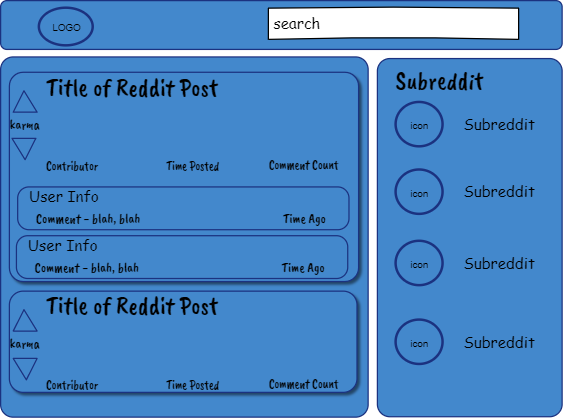 LOGO
search
Title of Reddit Post
karma
Contributor Time Posted Comment Count
User Info
Comment - blah, blah Time Ago
User Info
Comment - blah, blah Time Ago
Title of Reddit Post
karma
Contributor Time Posted Comment Count
Subreddit
icon Subreddit
icon Subreddit
icon Subreddit
icon Subreddit